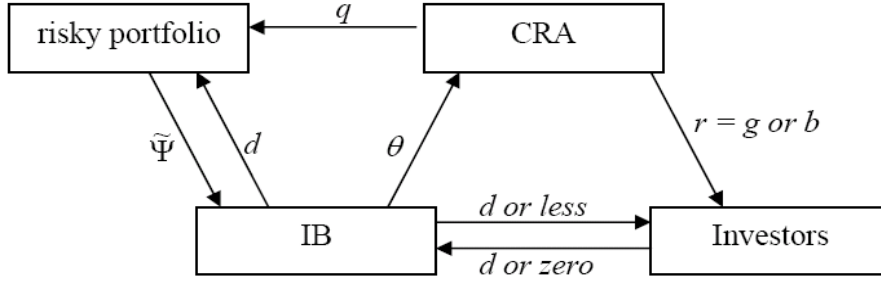 q
risky portfolio
CRA
r = g or b
Ψ̃
d
θ
d or less
IB
Investors
d or zero